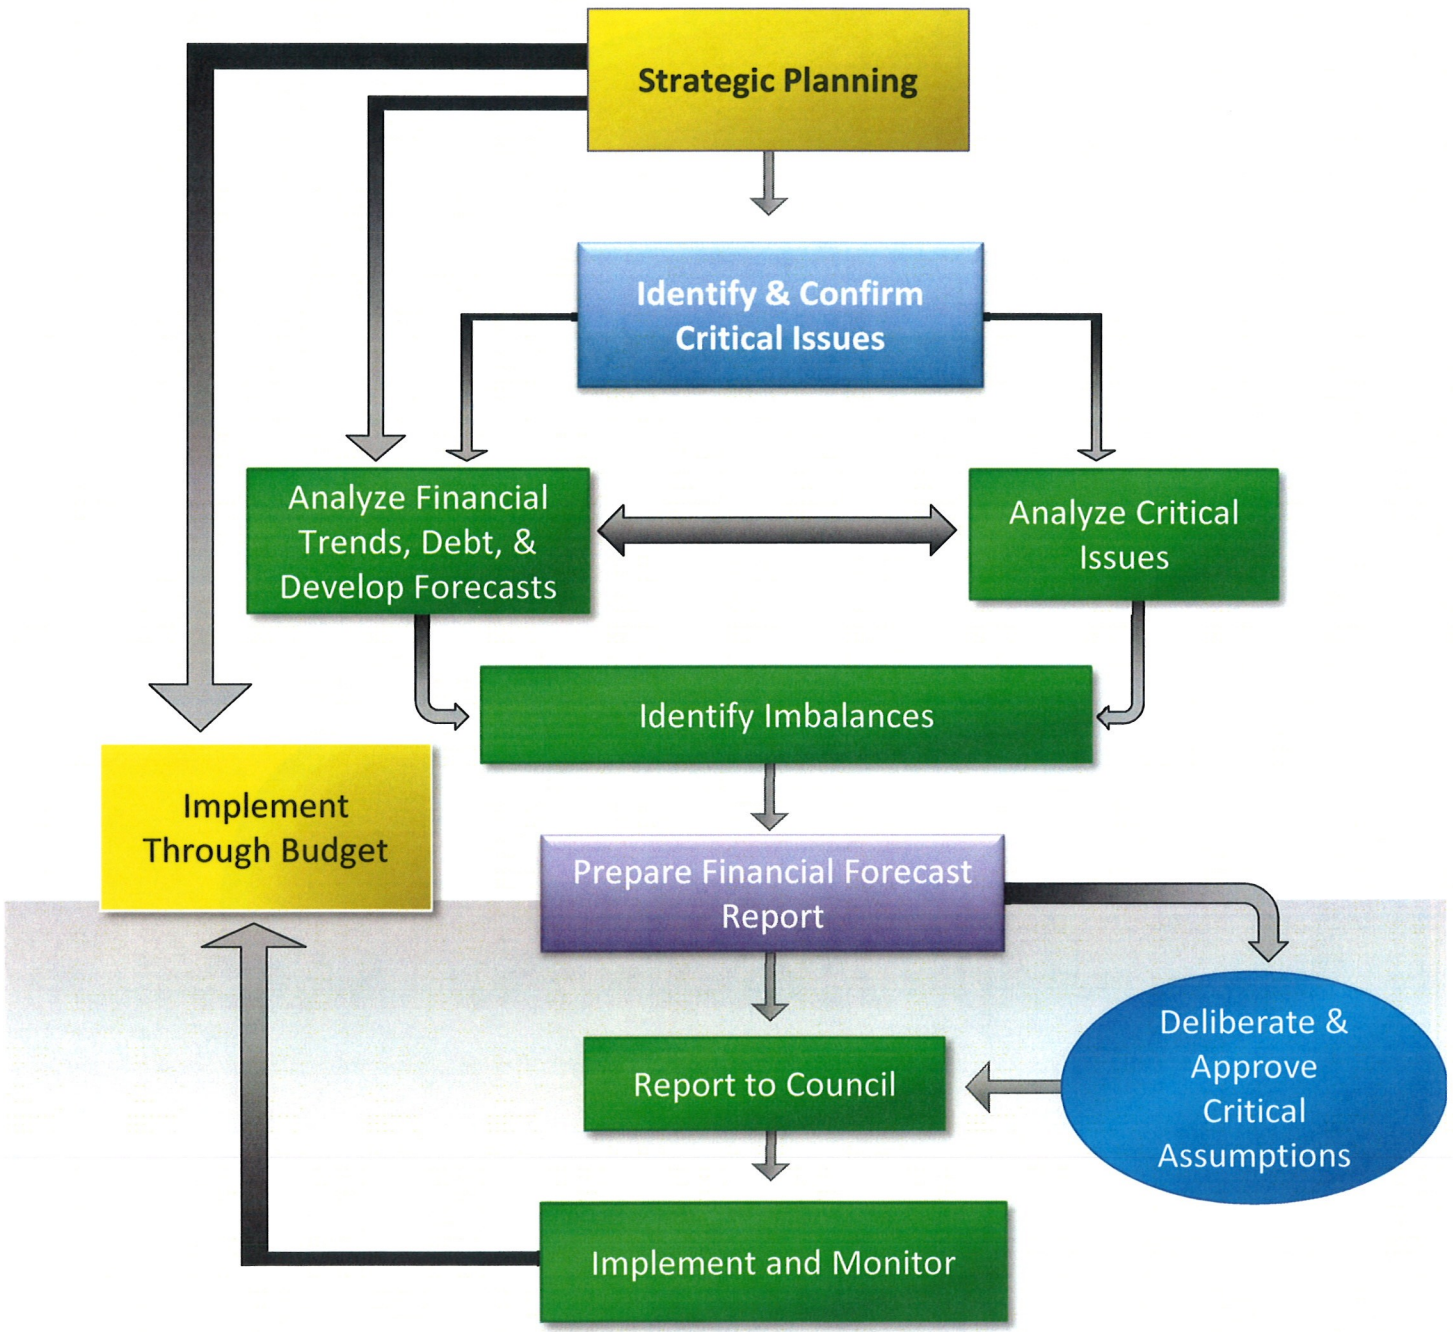 Strategic Planning
Identify & Confirm
Critical Issues
Analyze Financial
Trends, Debt, &
Develop Forecasts
Analyze Critical
Issues
Identify Imbalances
Implement
Through Budget
Prepare Financial Forecast
Report
Deliberate &
Approve
Critical
Assumptions
Report to Council
Implement and Monitor